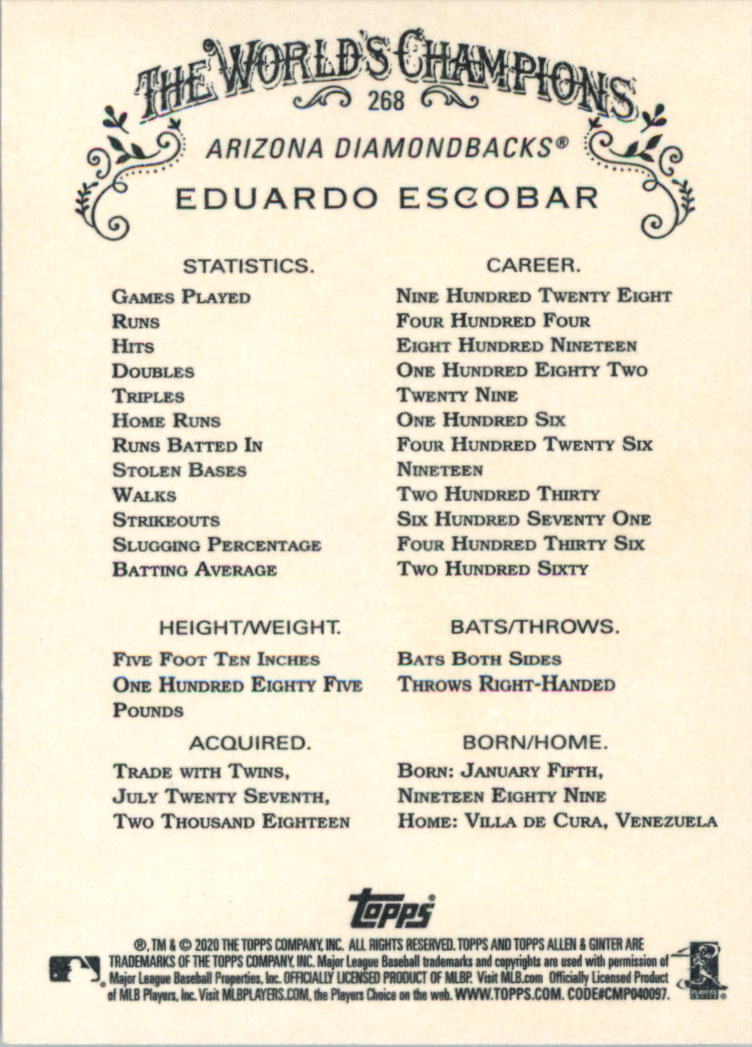 THE WORLD'S CHAMPIONS
268
ARIZONA DIAMONDBACKS®
EDUARDO ESCOBAR
STATISTICS. CAREER.
GAMES PLAYED NINE HUNDRED TWENTY EIGHT
RUNS FOUR HUNDRED FOUR
HITS EIGHT HUNDRED NINETEEN
DOUBLES ONE HUNDRED EIGHTY TWO
TRIPLES TWENTY NINE
HOME RUNS ONE HUNDRED SIX
RUNS BATTED IN FOUR HUNDRED TWENTY SIX
STOLEN BASES NINETEEN
WALKS TWO HUNDRED THIRTY
STRIKEOUTS SIX HUNDRED SEVENTY ONE
SLUGGING PERCENTAGE FOUR HUNDRED THIRTY SIX
BATTING AVERAGE TWO HUNDRED SIXTY
HEIGHT/WEIGHT. BATS/THROWS.
FIVE FOOT TEN INCHES BATS BOTH SIDES
ONE HUNDRED EIGHTY FIVE THROWS RIGHT-HANDED
POUNDS
ACQUIRED. BORN/HOME.
TRADE WITH TWINS, BORN: JANUARY FIFTH,
JULY TWENTY SEVENTH, NINETEEN EIGHTY NINE
TWO THOUSAND EIGHTEEN HOME: VILLA DE CURA, VENEZUELA
topps®
®, TM & © 2020 THE TOPPS COMPANY, INC. ALL RIGHTS RESERVED. TOPPS AND TOPPS ALLEN & GINTER ARE
TRADEMARKS OF THE TOPPS COMPANY, INC. Major League Baseball trademarks and copyrights are used with permission of
Major League Baseball Properties, Inc. OFFICIALLY LICENSED PRODUCT OF MLBP. Visit MLB.com Officially Licensed Product
of MLB Players, Inc. Visit MLBPLAYERS.COM, the Players Choice on the web. WWW.TOPPS.COM. CODE#CMP040097.